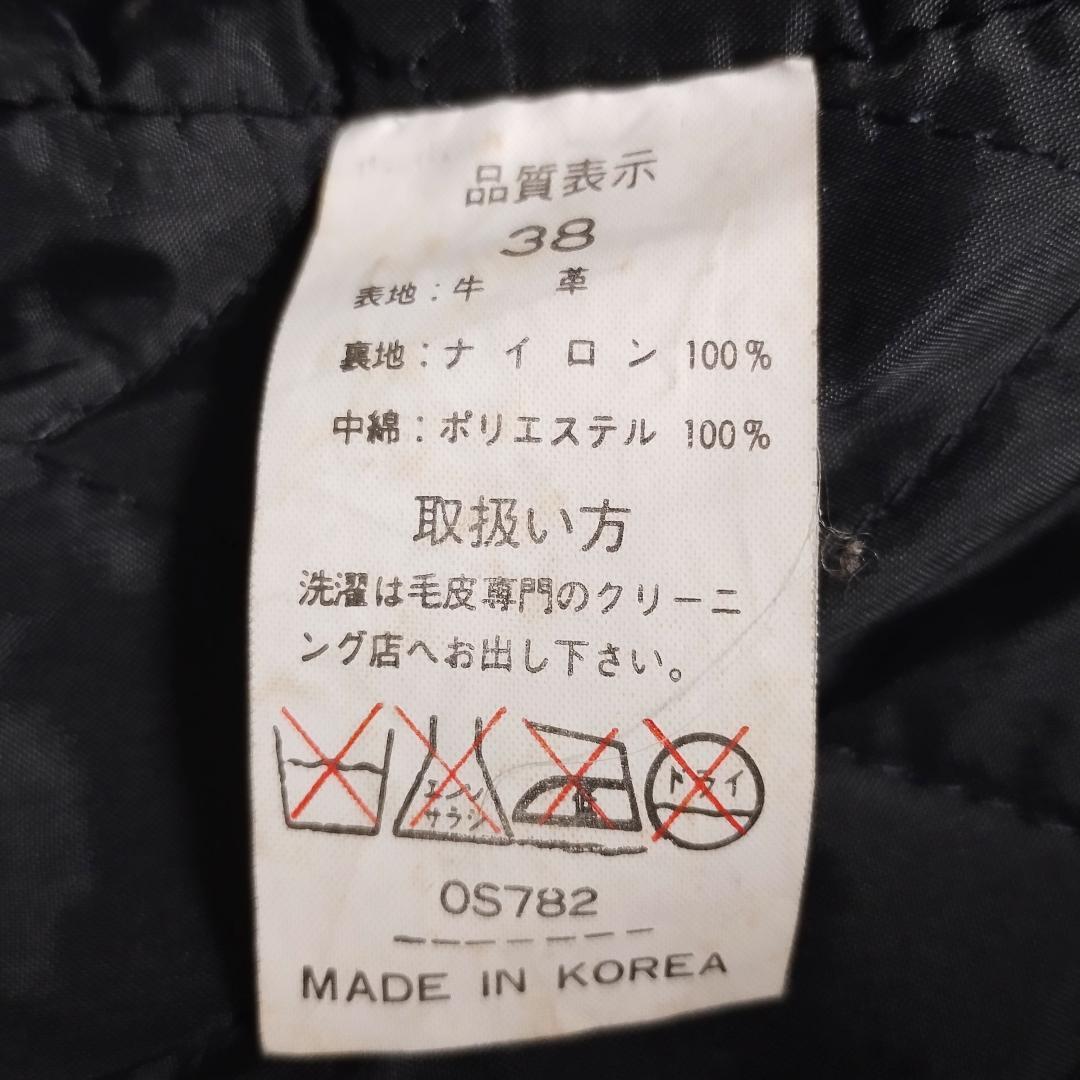 品質表示
38
表地：牛 革
裏地：ナイロン 100%
中綿：ポリエステル 100%
取扱い方
洗濯は毛皮専門のクリーニ
ング店へお出し下さい。
エンソ
サラシ
ドライ
OS782
MADE IN KOREA